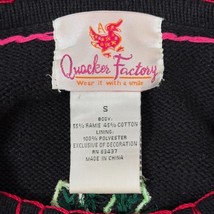 Quacker Factory
Wear it with a smile
S
BODY:
55% RAMIE 45% COTTON
LINING:
100% POLYESTER
EXCLUSIVE OF DECORATION
RN 93437
MADE IN CHINA